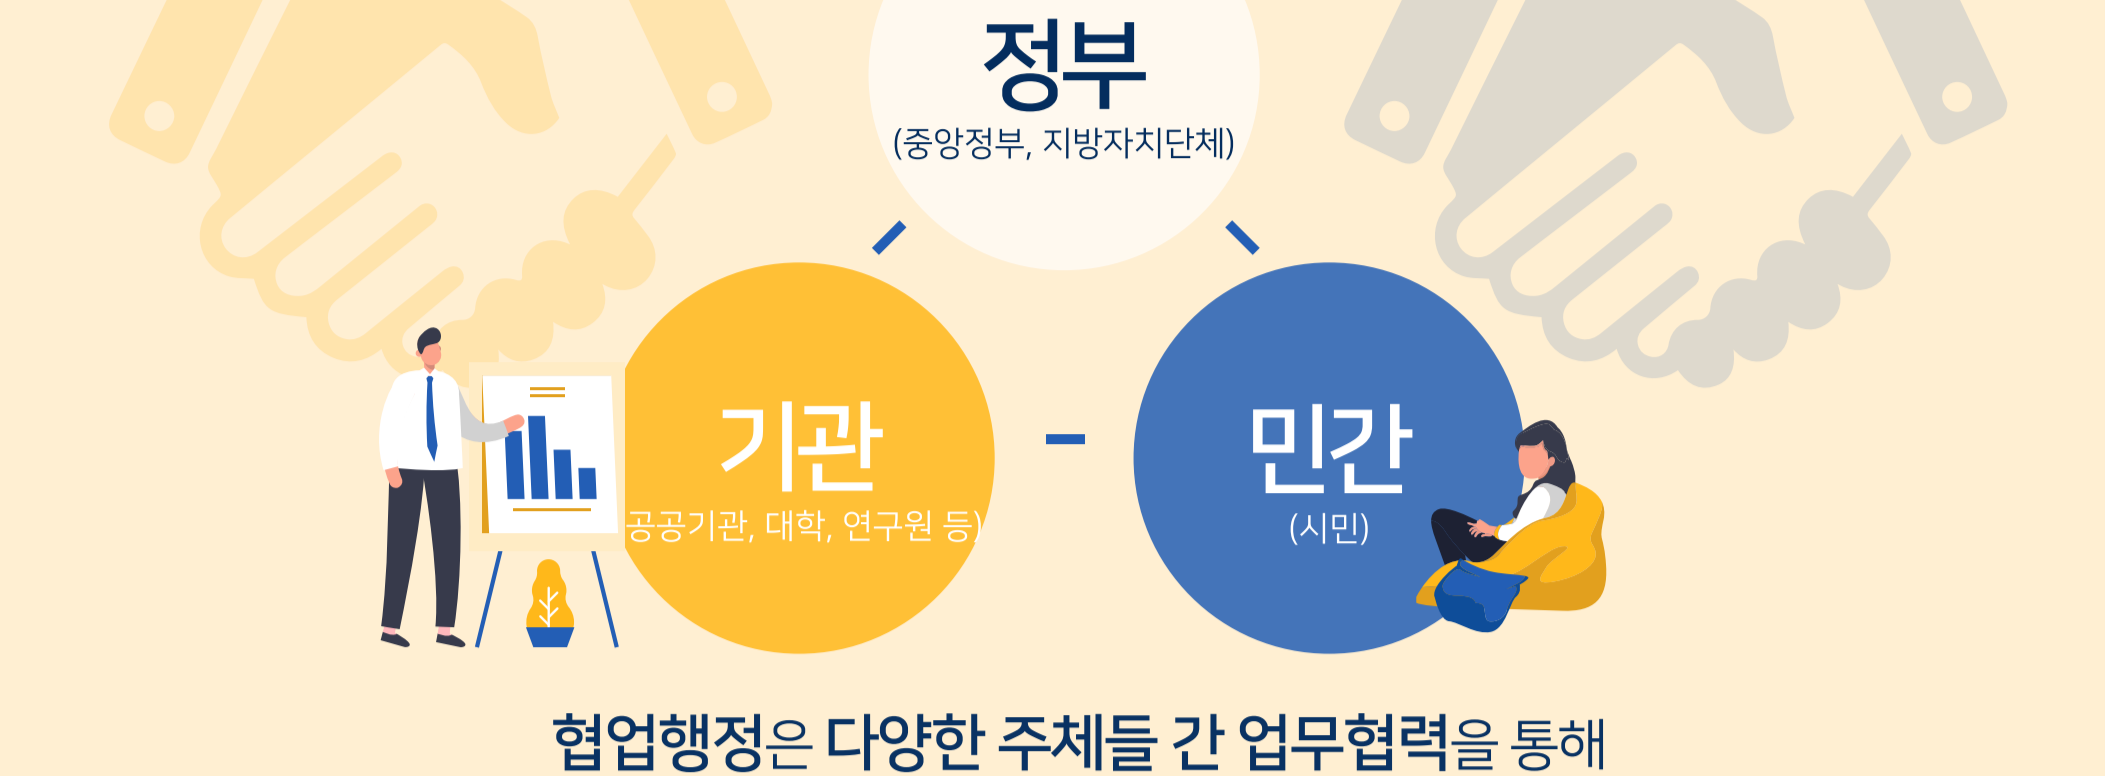 정부
(중앙정부, 지방자치단체)
기관
공공기관, 대학, 연구원 등)
민간
(시민)
협업행정은 다양한 주체들 간 업무협력을 통해